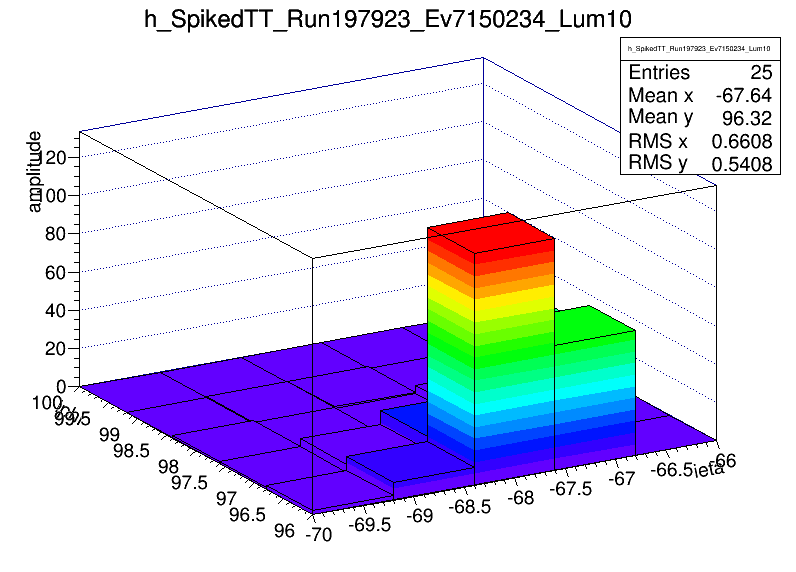 h_SpikedTT_Run197923_Ev7150234_Lum10
h_SpikedTT_Run197923_Ev7150234_Lum10
Entries 25
Mean x -67.64
Mean y 96.32
RMS x 0.6608
RMS y 0.5408
amplitude
120
100
80
60
40
20
0
100
99.5
99
98.5
98
97.5
97
96.5
96
-70
-69.5
-69
-68.5
-68
-67.5
-67
-66.5
-66
ieta